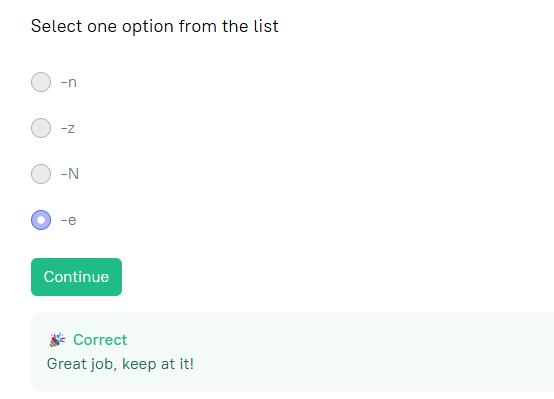 Select one option from the list
-n
-z
-N
-e
Continue
Correct
Great job, keep at it!